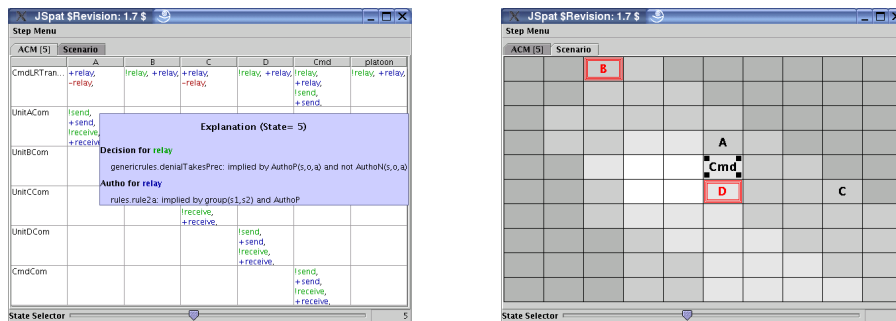 JSpat $Revision: 1.7 $
Step Menu
ACM [5] Scenario
A B C D Cmd platoon
CmdLRTran... +relay, !relay, +relay, +relay, !relay, +relay, !relay, !relay, +relay,
-relay, -relay, +relay,
!send,
+send,
UnitACom !send,
+send,
!receive,
+receive
Explanation (State= 5)
Decision for relay
genericrules.denialTakesPrec: implied by AuthoP(s,o,a) and not AuthoN(s,o,a)
Autho for relay
rules.rule2a: implied by group(s1,s2) and AuthoP
UnitBCom
UnitCCom
!receive,
+receive,
UnitDCom !send,
+send,
!receive,
+receive,
CmdCom !send,
+send,
!receive,
+receive,
State Selector 5
JSpat $Revision: 1.7 $
Step Menu
ACM [5] Scenario
B
A
Cmd
D C
State Selector